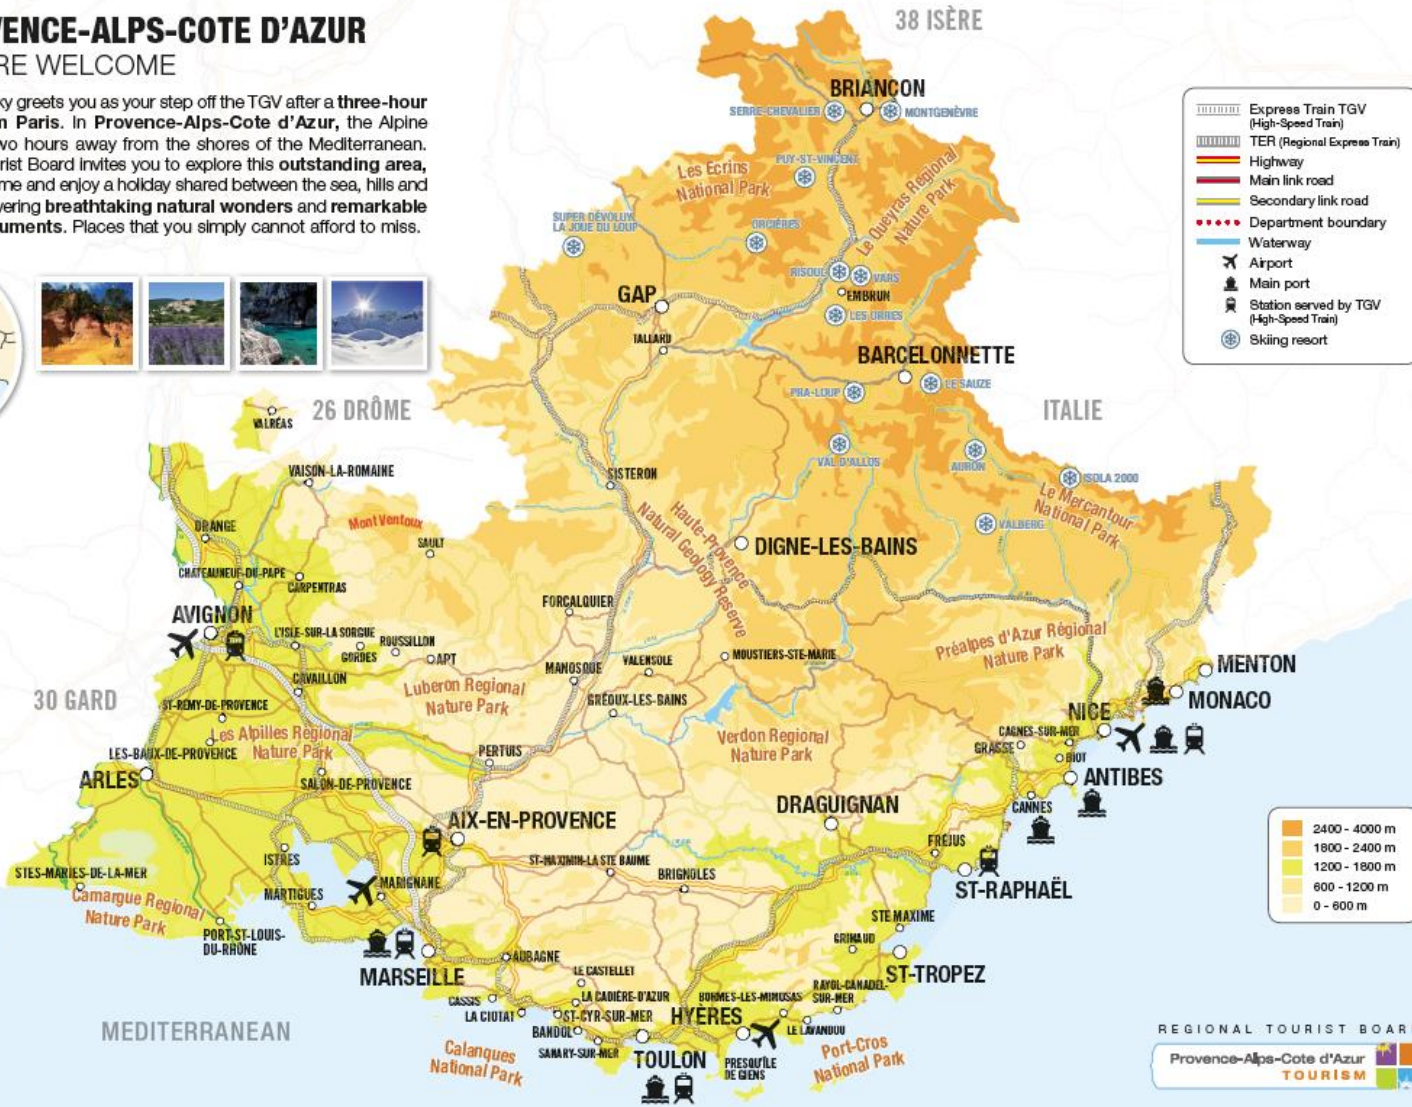 VENCE-ALPS-COTE D'AZUR
RE WELCOME
ky greets you as your step off the TGV after a three-hour
m Paris. In Provence-Alps-Cote d'Azur, the Alpine
wo hours away from the shores of the Mediterranean.
rist Board invites you to explore this outstanding area,
me and enjoy a holiday shared between the sea, hills and
vering breathtaking natural wonders and remarkable
uments. Places that you simply cannot afford to miss.
38 ISÈRE
BRIANÇON
SERRE-CHEVALIER
MONTGENÈVRE
PUY-ST-VINCENT
Les Ecrins
National Park
Le Queyras Regional
Nature Park
SUPER DÉVOLUY,
LA JOUE DU LOUP
ORCIÈRES
RISOUL
VARS
EMBRUN
LES ORRES
GAP
TALLARD
BARCELONNETTE
PRA-LOUP
LE SAUZE
26 DRÔME
ITALIE
VALRÉAS
VAL D'ALLOS
AURON
ISOLA 2000
Le Mercantour
National Park
VALBERG
VAISON-LA-ROMAINE
SISTERON
Mont Ventoux
ORANGE
SAULT
Haute-Provence
Natural Geology Reserve
DIGNE-LES-BAINS
CHATEAUNEUF-DU-PAPE
CARPENTRAS
FORCALQUIER
AVIGNON
L'ISLE-SUR-LA SORGUE
ROUSSILLON
GORDES
APT
MANOSQUE
VALENSOLE
MOUSTIERS-STE-MARIE
Préalpes d'Azur Régional
Nature Park
MENTON
MONACO
CAVAILLON
Luberon Regional
Nature Park
GRÉOUX-LES-BAINS
30 GARD
ST-RÉMY-DE-PROVENCE
Les Alpilles Regional
Nature Park
LES-BAUX-DE-PROVENCE
PERTUIS
Verdon Regional
Nature Park
NICE
CAGNES-SUR-MER
GRASSE
BIOT
ANTIBES
CANNES
ARLES
SALON-DE-PROVENCE
AIX-EN-PROVENCE
DRAGUIGNAN
FRÉJUS
ST-RAPHAËL
ISTRES
ST-MAXIMIN-LA STE BAUME
BRIGNOLES
STES-MARIES-DE-LA-MER
MARTIGUES
MARIGNANE
Camargue Regional
Nature Park
PORT-ST-LOUIS-
DU-RHÔNE
STE MAXIME
GRIMAUD
ST-TROPEZ
MARSEILLE
AUBAGNE
LE CASTELLET
CASSIS
LA CADIÈRE-D'AZUR
BORMES-LES-MIMOSAS
RAYOL-CANADEL-
SUR-MER
LA CIOTAT
ST-CYR-SUR-MER
HYÈRES
LE LAVANDOU
BANDOL
SANARY-SUR-MER
TOULON
PRESQU'ÎLE
DE GIENS
Calanques
National Park
Port-Cros
National Park
MEDITERRANEAN
Express Train TGV
(High-Speed Train)
TER (Regional Express Train)
Highway
Main link road
Secondary link road
Department boundary
Waterway
Airport
Main port
Station served by TGV
(High-Speed Train)
Skiing resort
2400 - 4000 m
1800 - 2400 m
1200 - 1800 m
600 - 1200 m
0 - 600 m
REGIONAL TOURIST BOAR
Provence-Alps-Cote d'Azur
TOURISM